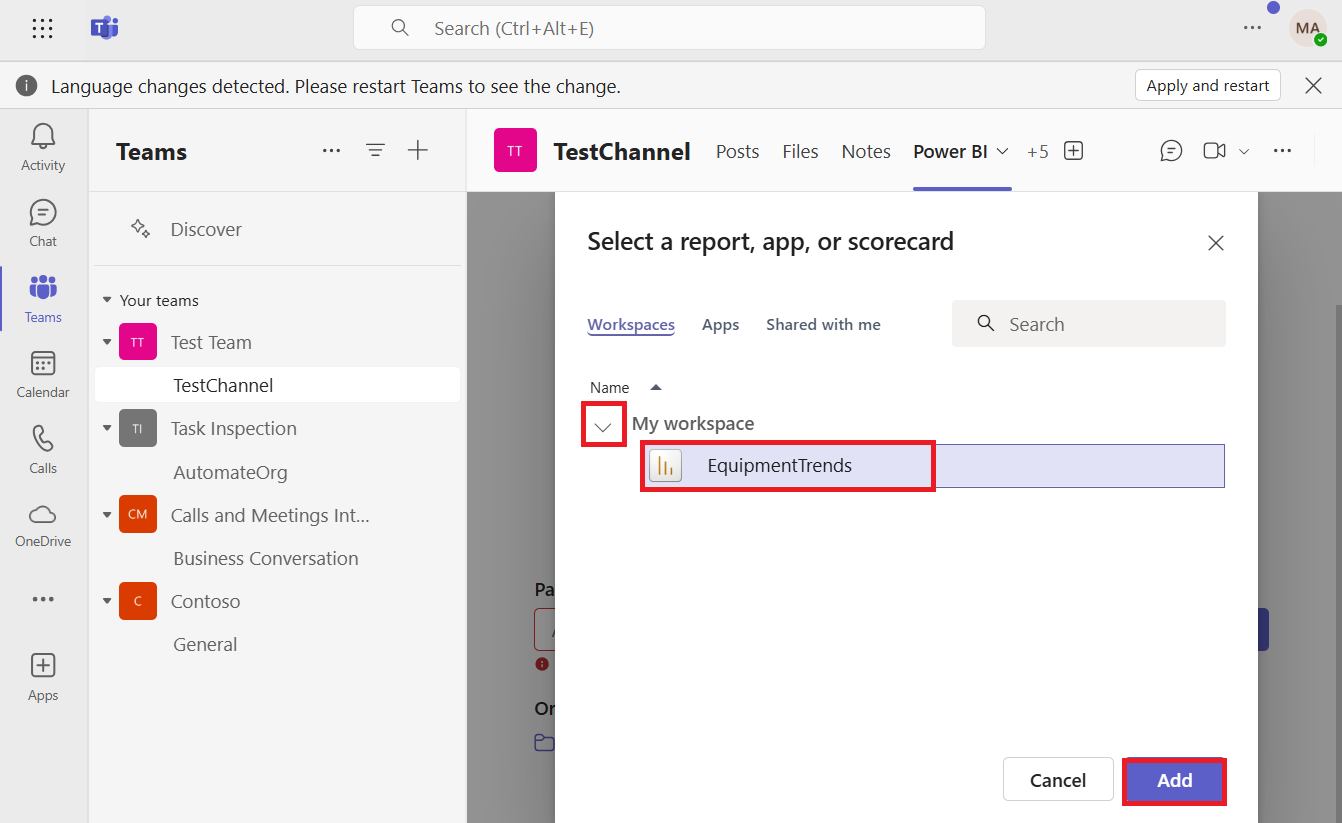 Search (Ctrl+Alt+E)
MA
Language changes detected. Please restart Teams to see the change.
Apply and restart
Activity
Chat
Teams
Calendar
Calls
OneDrive
Apps
Teams
Discover
Your teams
TT
Test Team
TestChannel
TI
Task Inspection
AutomateOrg
CM
Calls and Meetings Int...
Business Conversation
C
Contoso
General
TT
TestChannel
Posts
Files
Notes
Power BI
+5
Select a report, app, or scorecard
Workspaces
Apps
Shared with me
Search
Name
My workspace
EquipmentTrends
Pa
Or
Cancel
Add